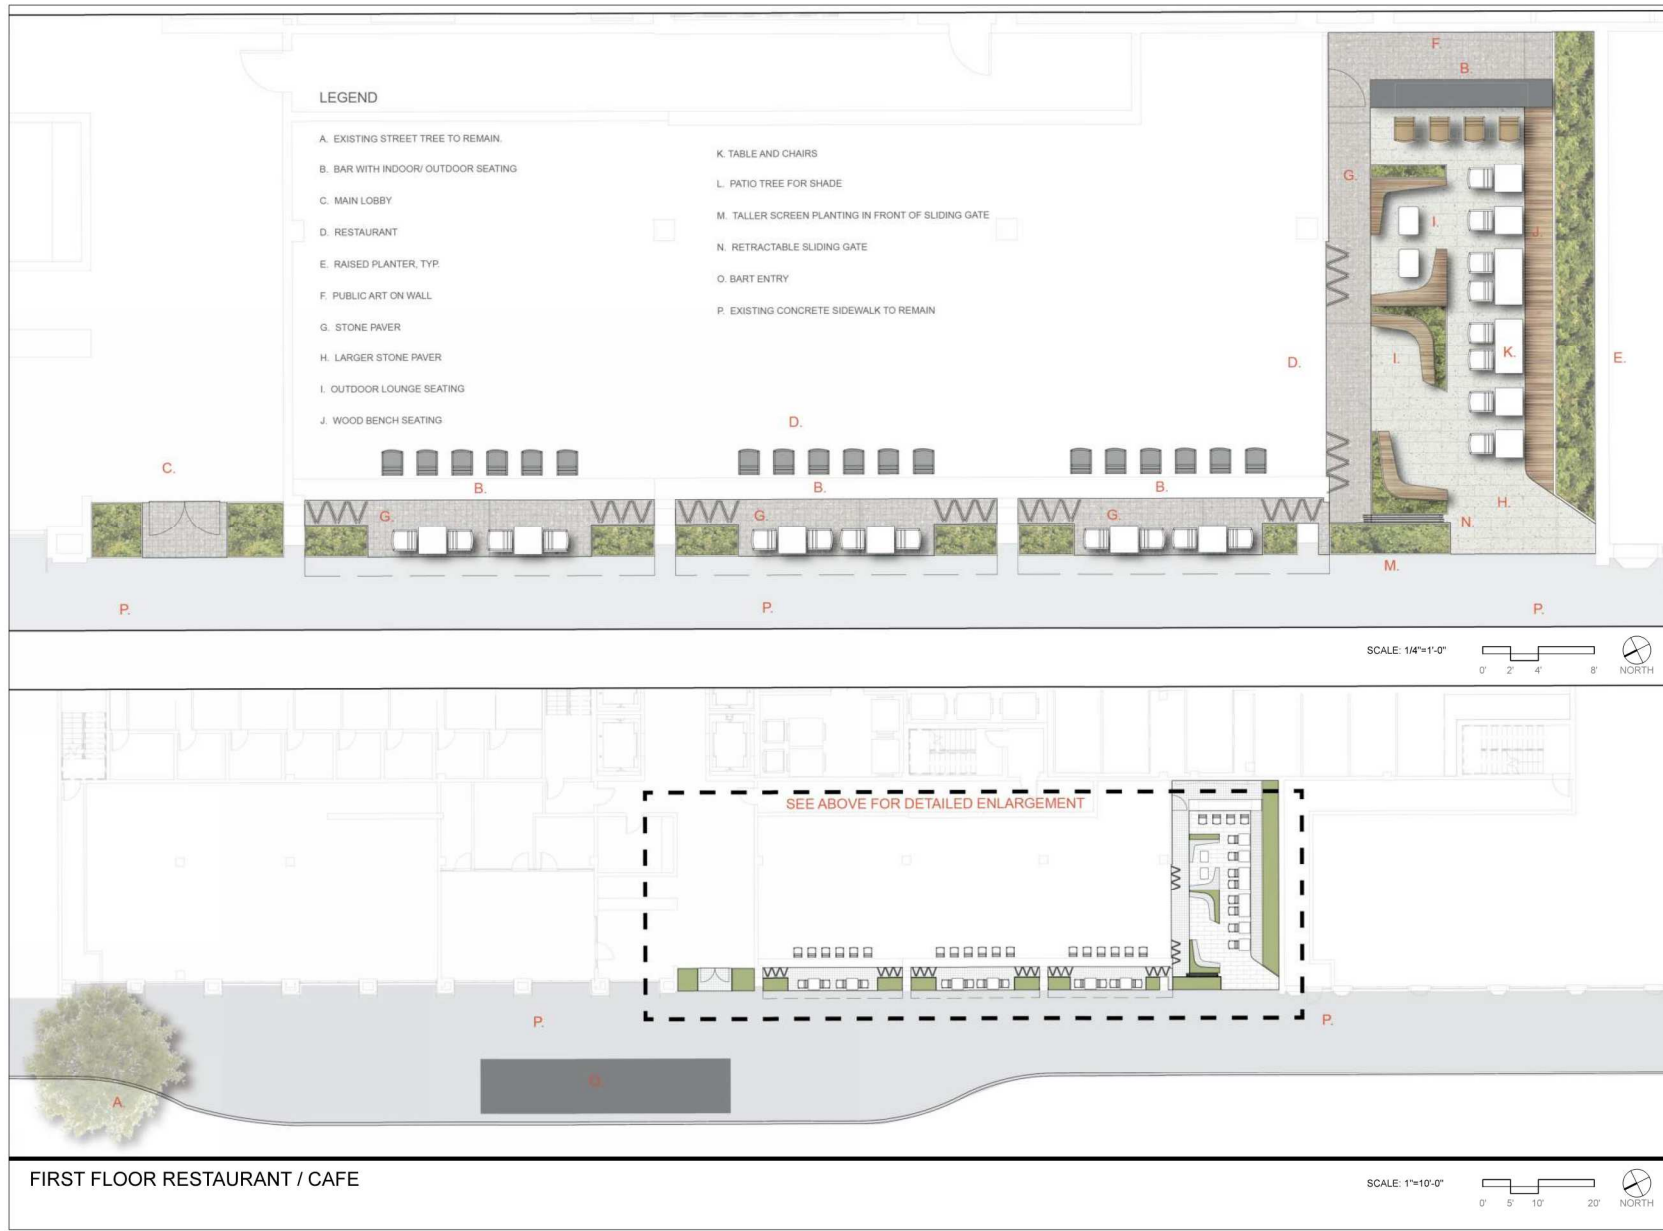 F.
B.
LEGEND
A. EXISTING STREET TREE TO REMAIN.
B. BAR WITH INDOOR/ OUTDOOR SEATING
C. MAIN LOBBY
D. RESTAURANT
E. RAISED PLANTER, TYP.
F. PUBLIC ART ON WALL
G. STONE PAVER
H. LARGER STONE PAVER
I. OUTDOOR LOUNGE SEATING
J. WOOD BENCH SEATING
K. TABLE AND CHAIRS
L. PATIO TREE FOR SHADE
M. TALLER SCREEN PLANTING IN FRONT OF SLIDING GATE
N. RETRACTABLE SLIDING GATE
O. BART ENTRY
P. EXISTING CONCRETE SIDEWALK TO REMAIN
G.
I.
J.
D.
I.
K.
E.
D.
C.
B.
B.
B.
G.
G.
G.
H.
N.
M.
P.
P.
P.
SCALE: 1/4"=1'-0"
0' 2' 4' 8'
NORTH
SEE ABOVE FOR DETAILED ENLARGEMENT
P.
P.
O.
A.
FIRST FLOOR RESTAURANT / CAFE
SCALE: 1"=10'-0"
0' 5' 10' 20'
NORTH